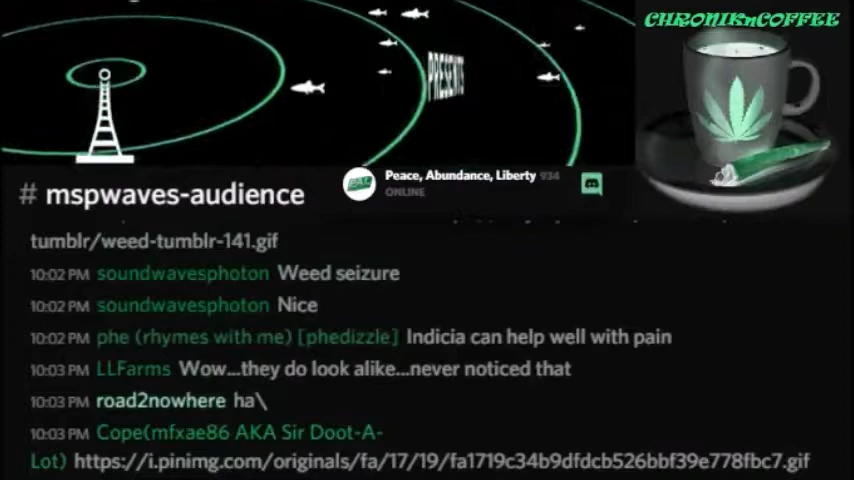 CHRONIKnCOFFEE
PRESENTS
# mspwaves-audience
Peace, Abundance, Liberty 934
ONLINE
tumblr/weed-tumblr-141.gif
10:02 PM soundwavesphoton Weed seizure
10:02 PM soundwavesphoton Nice
10:02 PM phe (rhymes with me) [phedizzle] Indicia can help well with pain
10:03 PM LLFarms Wow...they do look alike...never noticed that
10:03 PM road2nowhere ha\
10:03 PM Cope(mfxae86 AKA Sir Doot-A-
Lot) https://i.pinimg.com/originals/fa/17/19/fa1719c34b9dfdcb526bbf39e778fbc7.gif